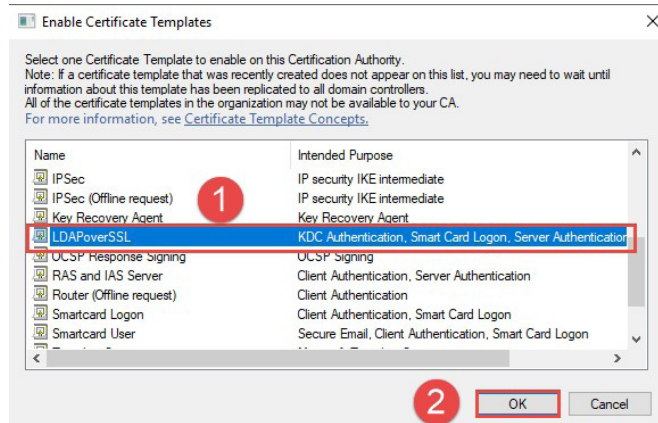 Enable Certificate Templates
Select one Certificate Template to enable on this Certification Authority.
Note: If a certificate template that was recently created does not appear on this list, you may need to wait until
information about this template has been replicated to all domain controllers.
All of the certificate templates in the organization may not be available to your CA.
For more information, see Certificate Template Concepts.
Name Intended Purpose
IPSec IP security IKE intermediate
IPSec (Offline request) IP security IKE intermediate
1
Key Recovery Agent Key Recovery Agent
LDAPoverSSL KDC Authentication, Smart Card Logon, Server Authentication
OCSP Response Signing OCSP Signing
RAS and IAS Server Client Authentication, Server Authentication
Router (Offline request) Client Authentication
Smartcard Logon Client Authentication, Smart Card Logon
Smartcard User Secure Email, Client Authentication, Smart Card Logon
2
OK Cancel